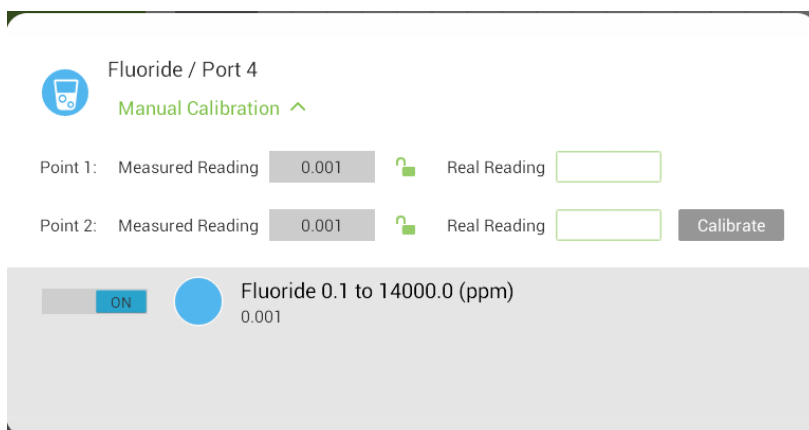 Fluoride / Port 4
Manual Calibration
Point 1: Measured Reading 0.001 Real Reading
Point 2: Measured Reading 0.001 Real Reading Calibrate
ON Fluoride 0.1 to 14000.0 (ppm)
0.001